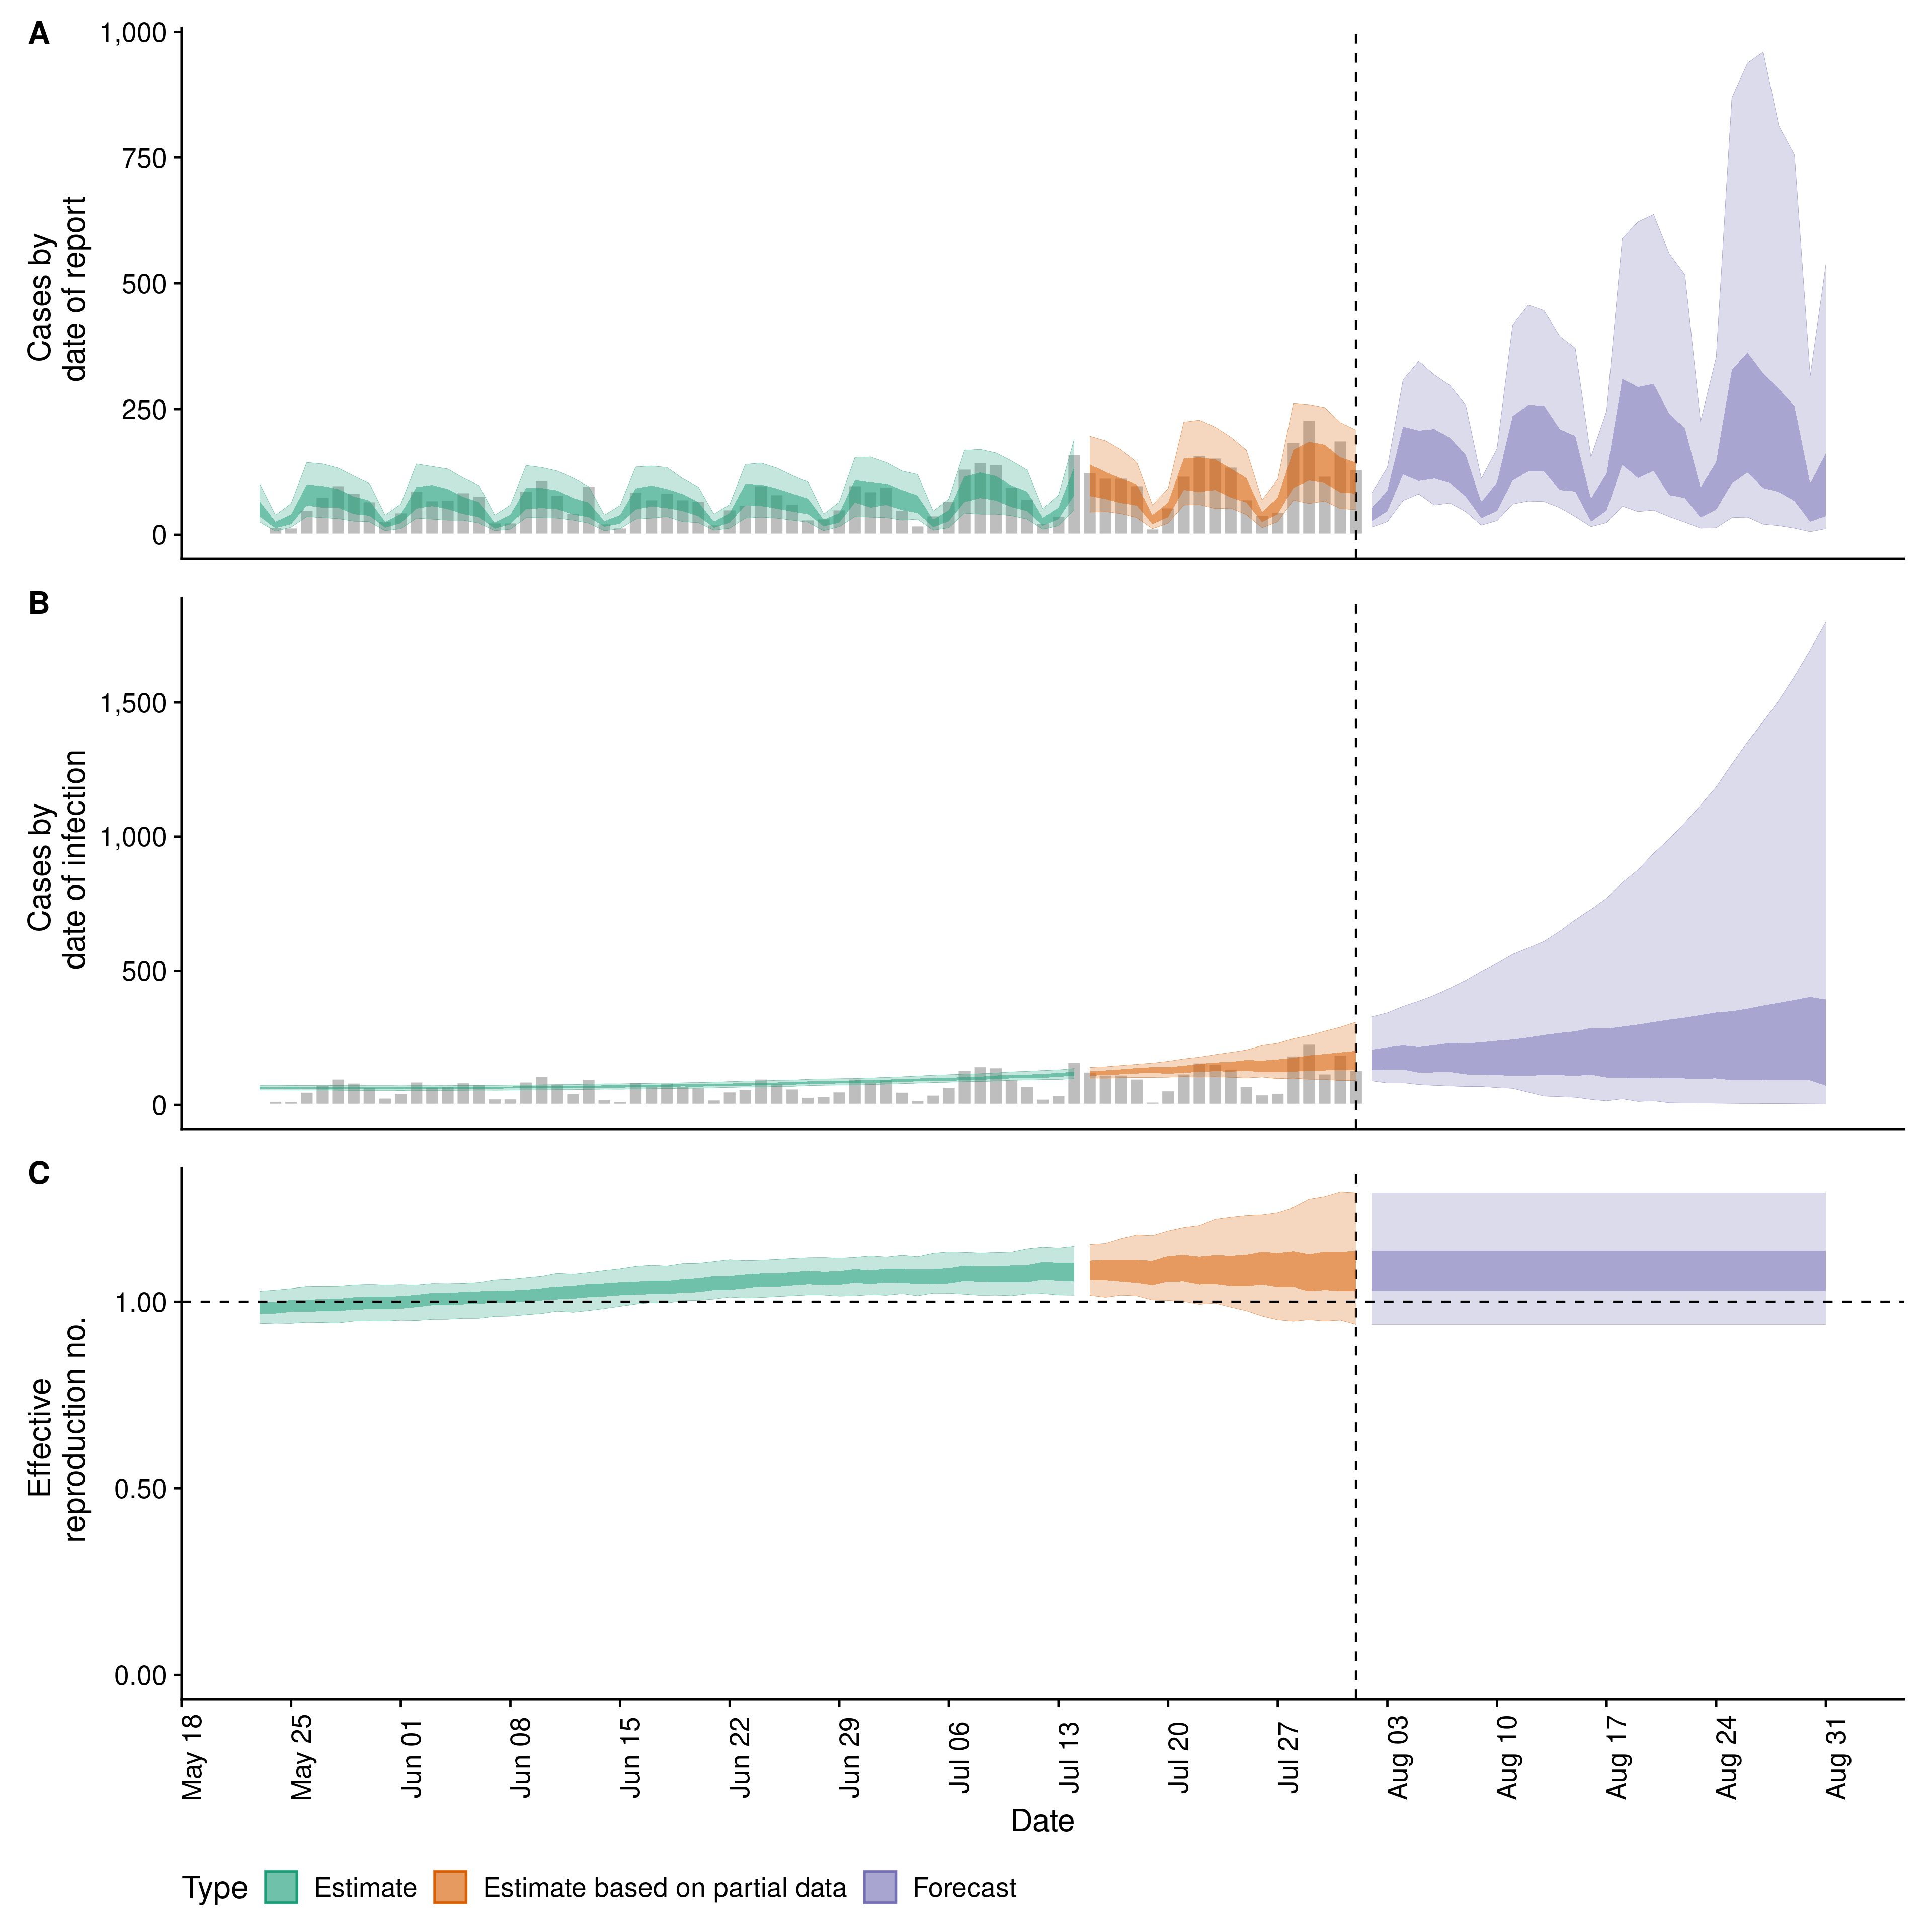 A
1,000
750
500
250
0
Cases by
date of report
B
1,500
1,000
500
0
Cases by
date of infection
C
1.00
0.50
0.00
Effective
reproduction no.
May 18
May 25
Jun 01
Jun 08
Jun 15
Jun 22
Jun 29
Jul 06
Jul 13
Jul 20
Jul 27
Aug 03
Aug 10
Aug 17
Aug 24
Aug 31
Date
Type Estimate Estimate based on partial data Forecast